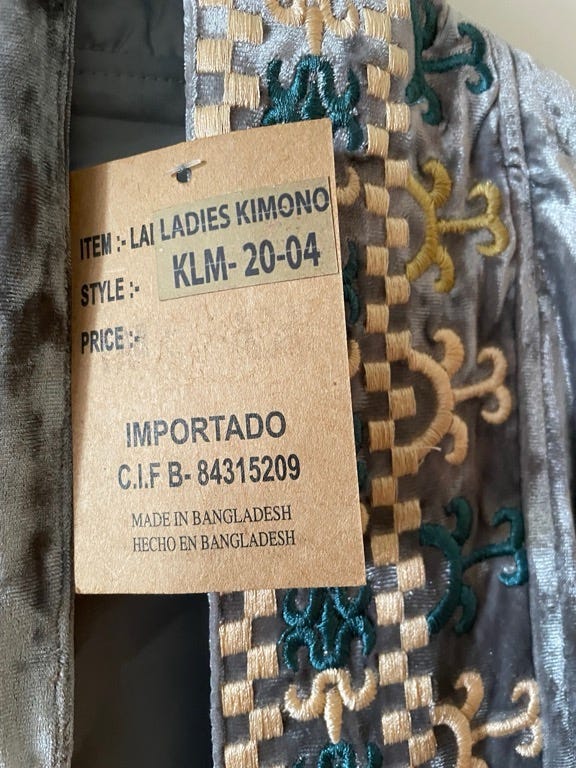 ITEM :- LAI LADIES KIMONO
STYLE :- KLM- 20-04
PRICE :-
IMPORTADO
C.I.F B- 84315209
MADE IN BANGLADESH
HECHO EN BANGLADESH